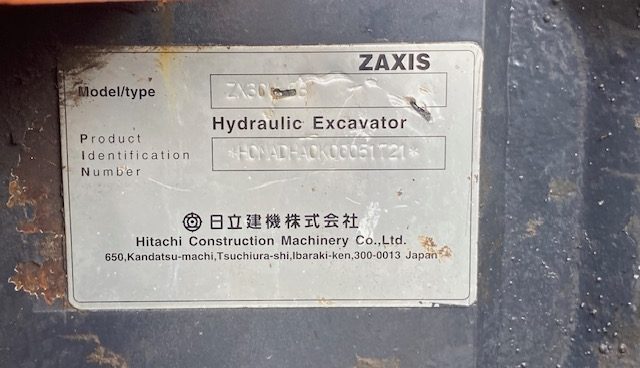 ZAXIS
Model/type
Hydraulic Excavator
Product
Identification
Number
日立建機株式会社
Hitachi Construction Machinery Co.,Ltd.
650,Kandatsu-machi,Tsuchiura-shi,Ibaraki-ken,300-0013 Japan